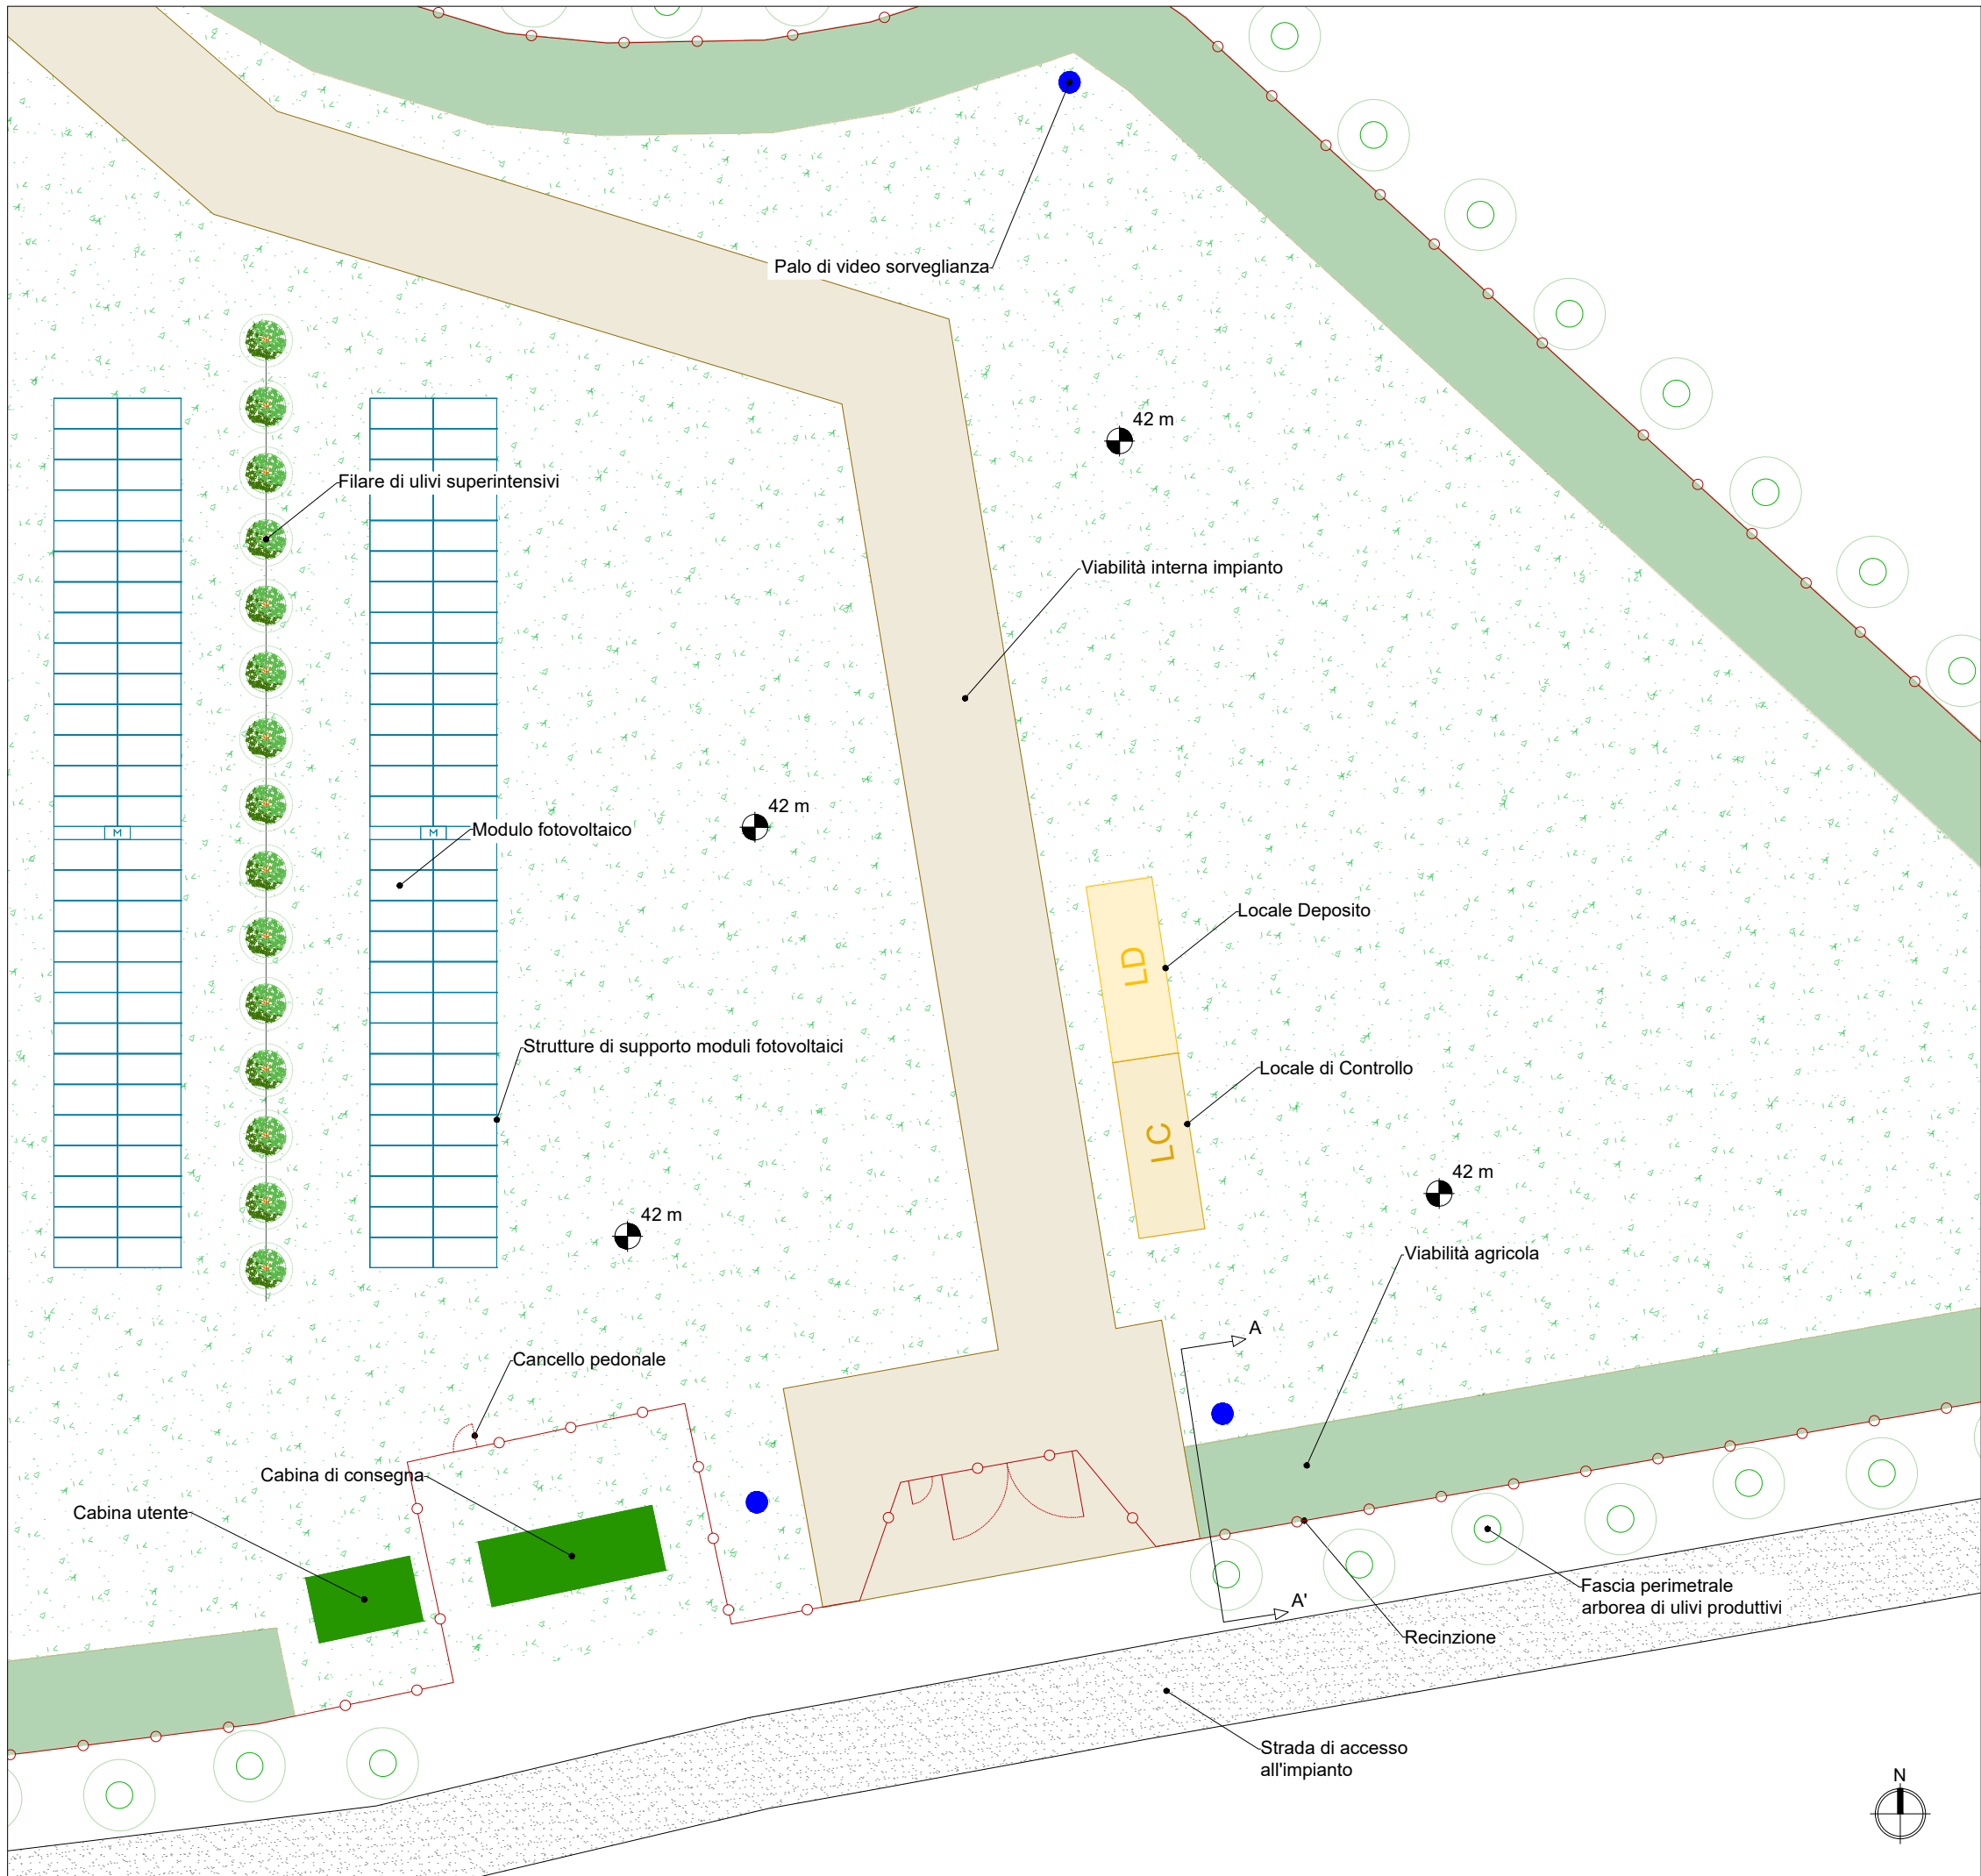 Palo di video sorveglianza
42 m
Filare di ulivi superintensivi
Viabilità interna impianto
42 m
M
M
Modulo fotovoltaico
Locale Deposito
LD
Strutture di supporto moduli fotovoltaici
Locale di Controllo
LC
42 m
42 m
Viabilità agricola
A
Cancello pedonale
Cabina di consegna
Cabina utente
Fascia perimetrale
arborea di ulivi produttivi
A'
Recinzione
Strada di accesso
all'impianto
N